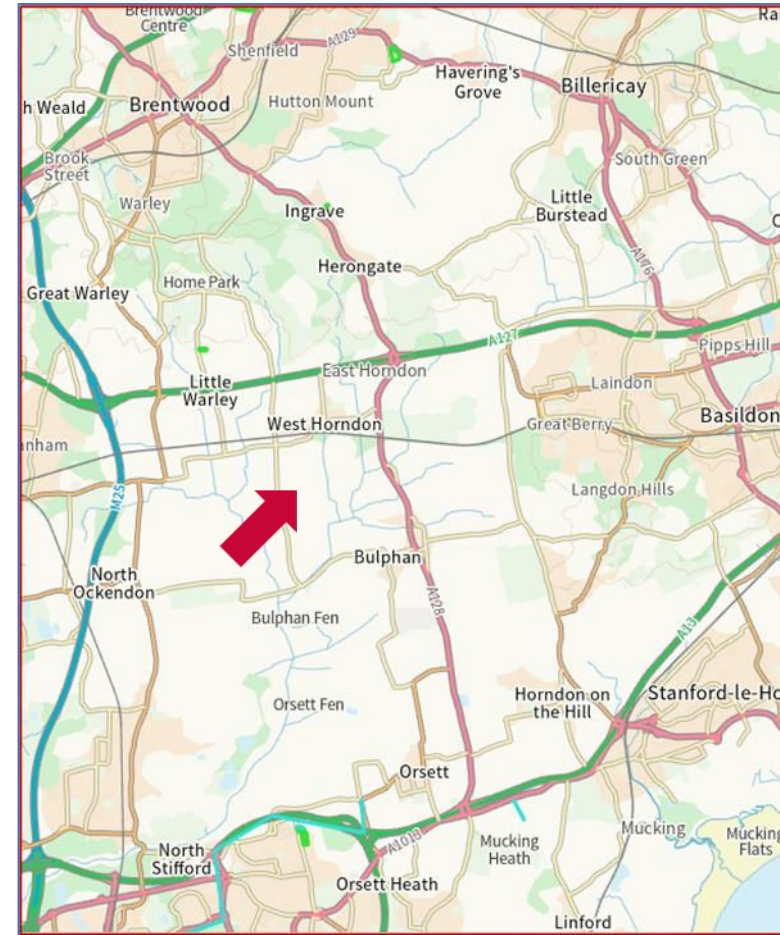 Brentwood
Centre
Ra
Shenfield
A129
Havering's
Grove
Billericay
h Weald
Brentwood
Hutton Mount
Brook
Street
South Green
Warley
Little
Burstead
Ingrave
C
A176
Herongate
Home Park
Great Warley
A127
Pipps Hill
East Horndon
Little
Warley
Laindon
West Horndon
Great Berry
Basildon
nham
M25
Langdon Hills
North
Ockendon
Bulphan
A128
Bulphan Fen
A13
Orsett Fen
Horndon on
the Hill
Stanford-le-Ho
Orsett
North
Stifford
A1013
Mucking
Heath
Mucking
Mucking
Flats
Orsett Heath
Linford